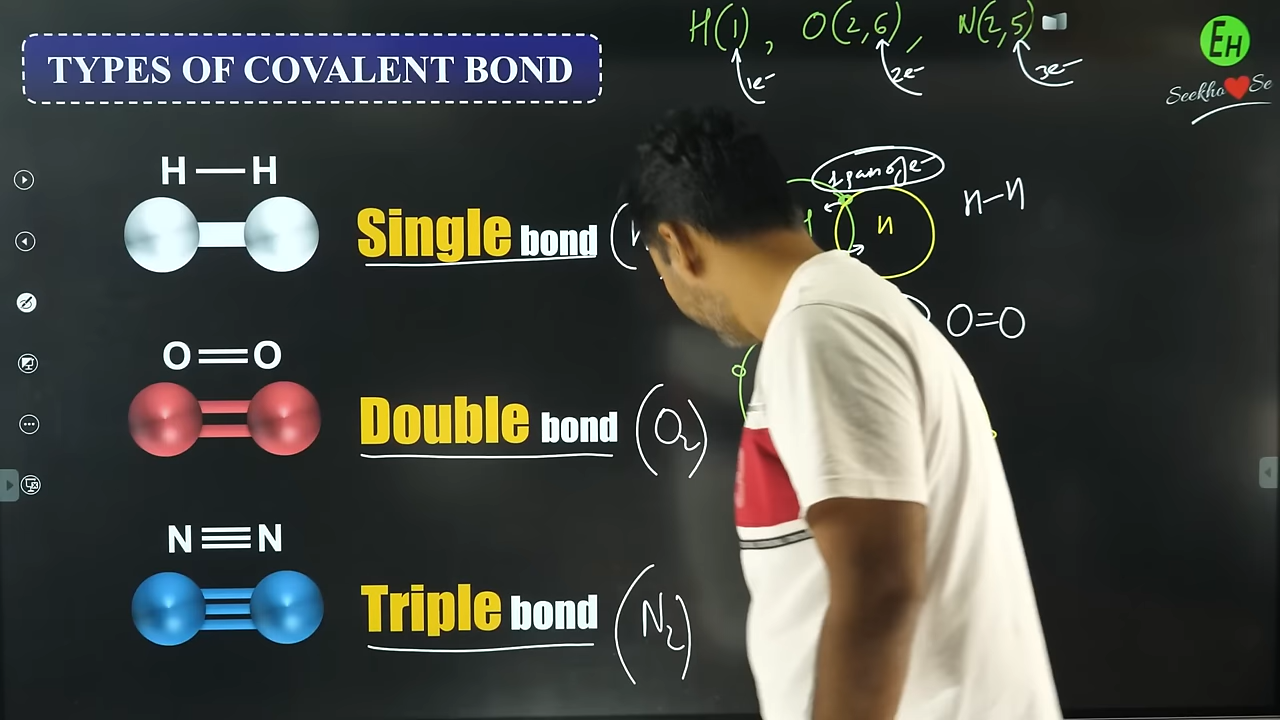 H(1), O(2,6), N(2,5)
1e- 2e- 3e-
EH
Seekho ❤ Se
TYPES OF COVALENT BOND
H—H
Single bond (
H
H—H
O=O
O=O
Double bond (O2)
N≡N
Triple bond (N2)